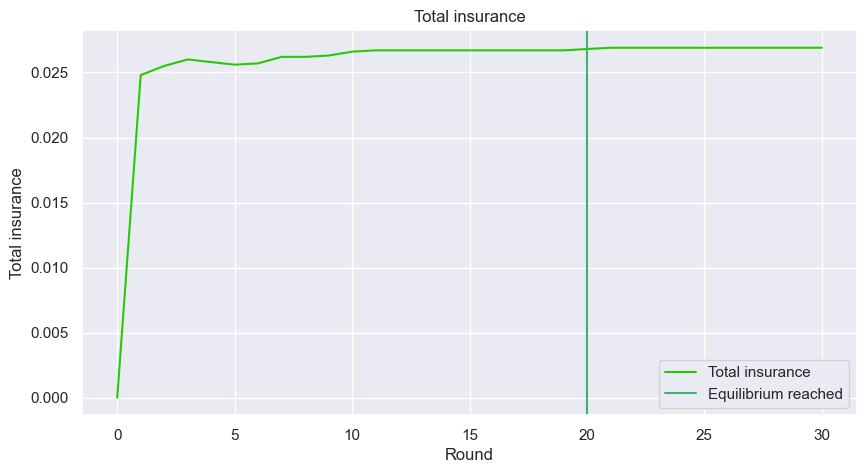 Total insurance
Total insurance
0.025
0.020
0.015
0.010
0.005
0.000
0 5 10 15 20 25 30
Round
Total insurance
Equilibrium reached